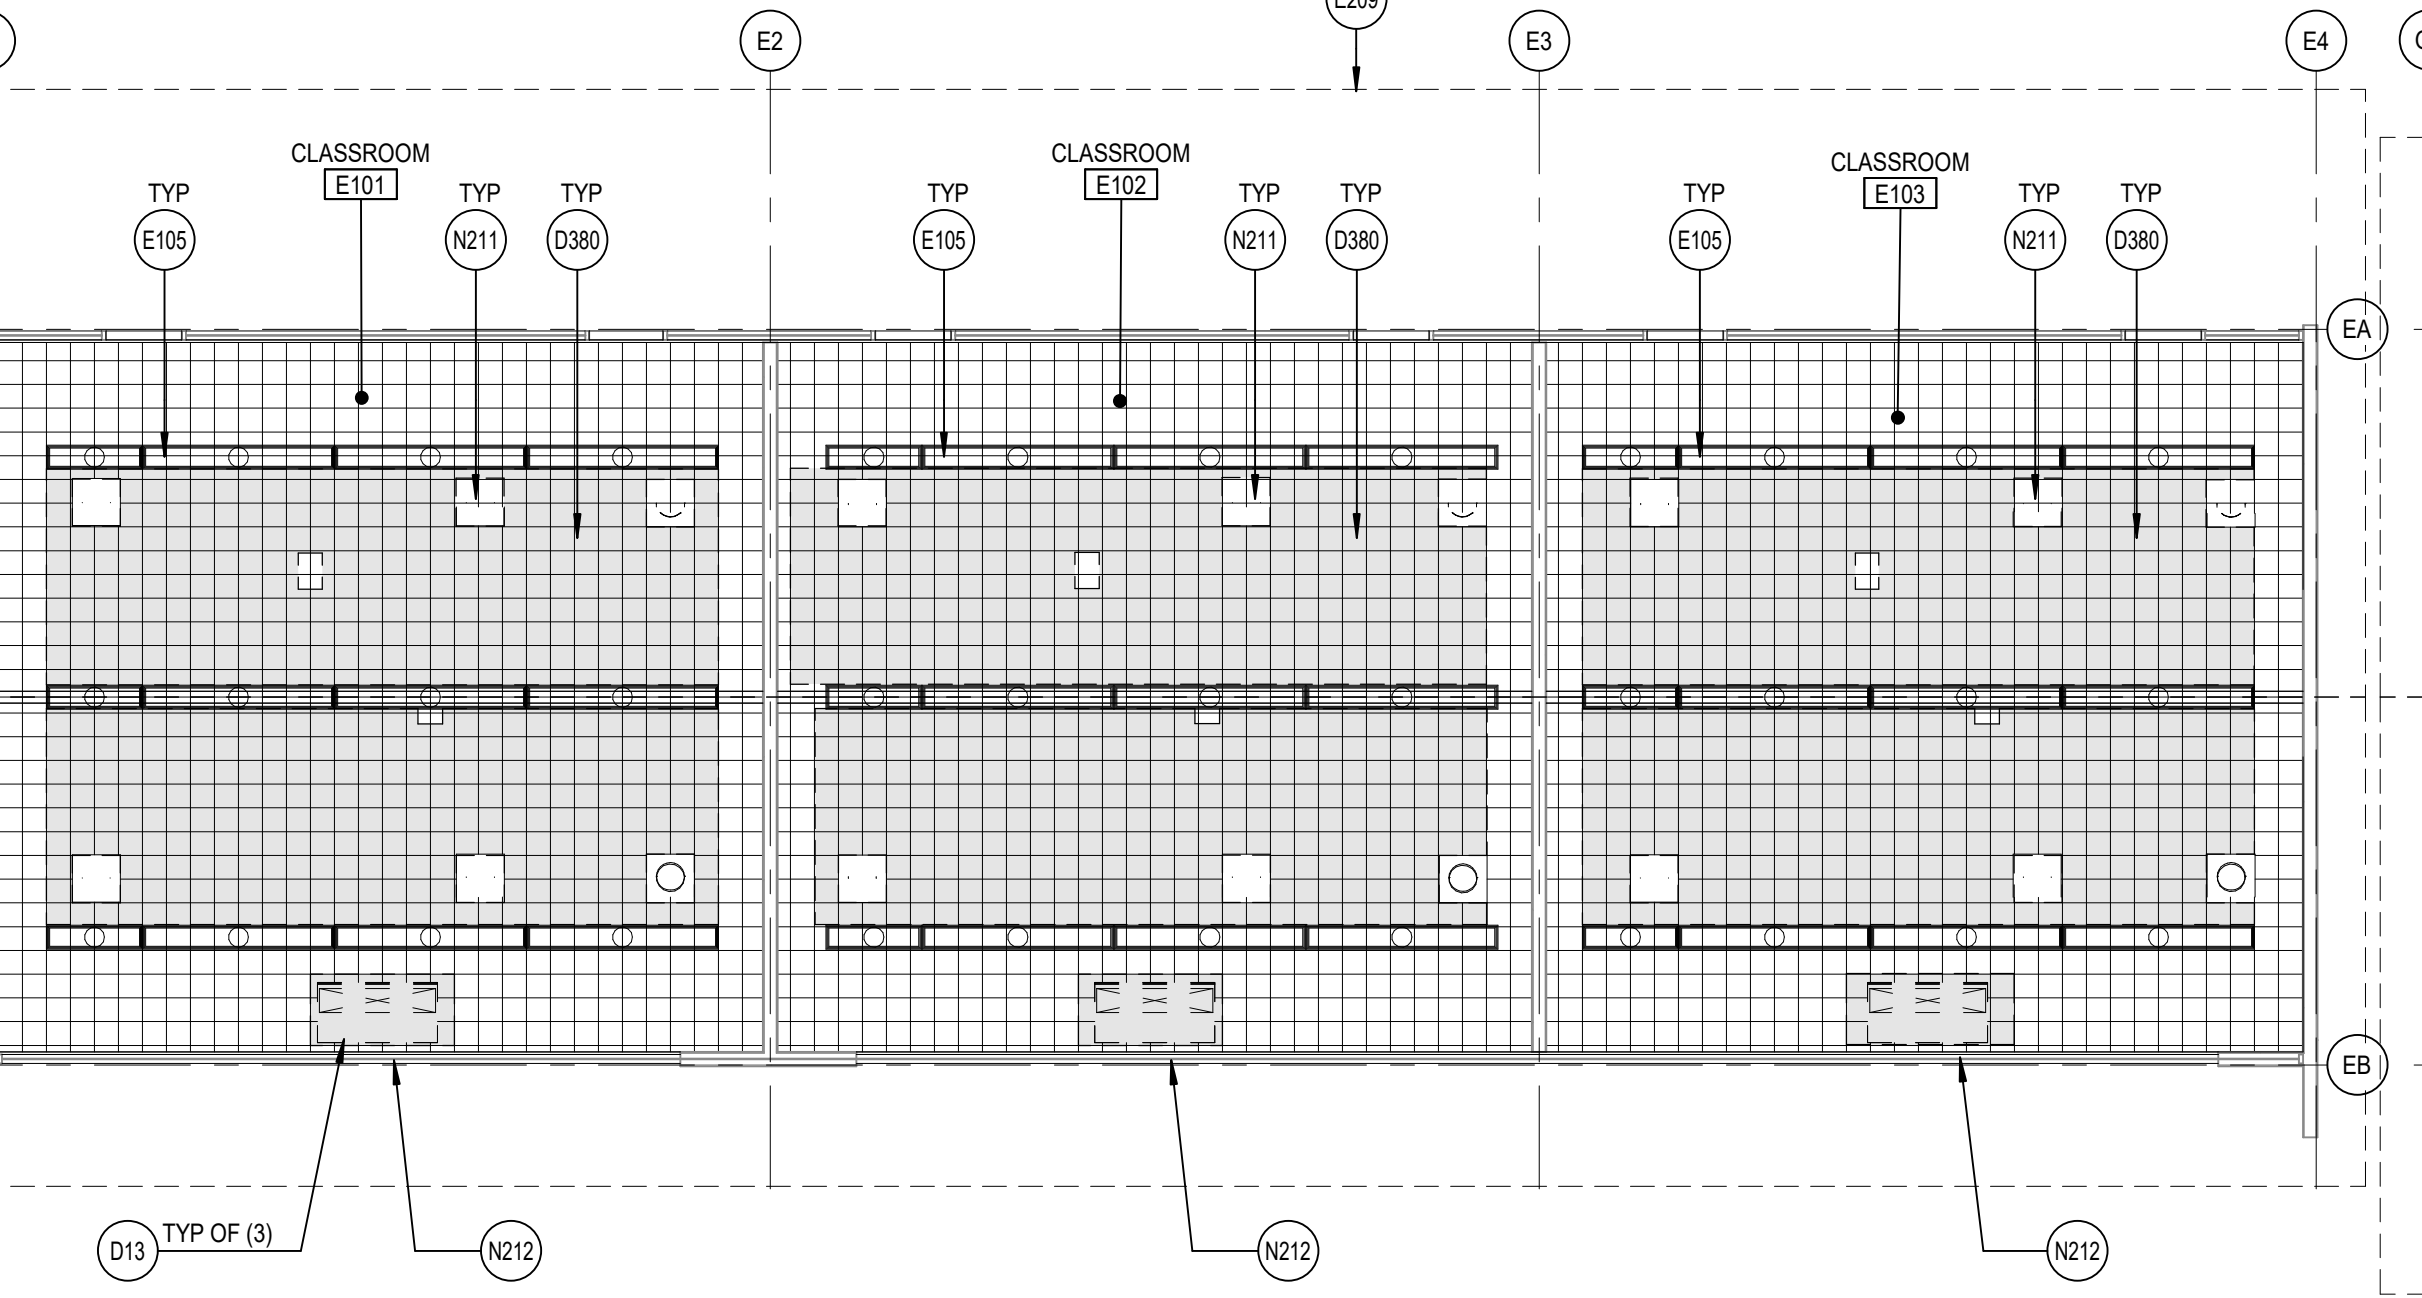 E209
E2
E3
E4
CLASSROOM
E101
CLASSROOM
E102
CLASSROOM
E103
TYP
E105
TYP
N211
TYP
D380
TYP
E105
TYP
N211
TYP
D380
TYP
E105
TYP
N211
TYP
D380
EA
EB
D13
TYP OF (3)
N212
N212
N212